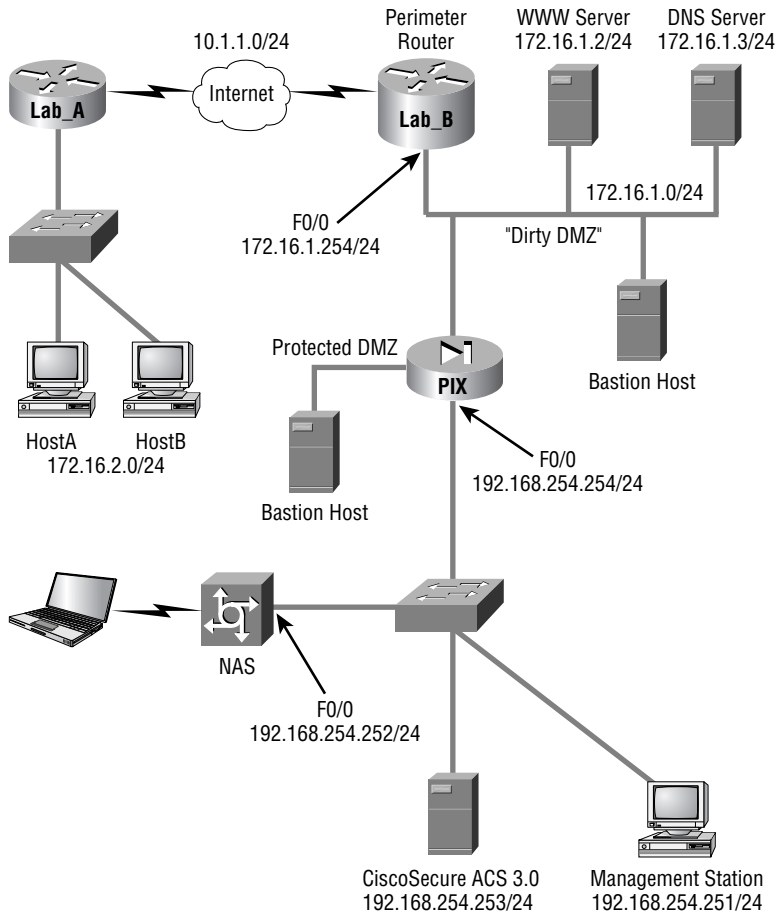 10.1.1.0/24
Perimeter
Router
WWW Server
172.16.1.2/24
DNS Server
172.16.1.3/24
Lab_A
Internet
Lab_B
172.16.1.0/24
F0/0
172.16.1.254/24
"Dirty DMZ"
Protected DMZ
PIX
Bastion Host
HostA
HostB
172.16.2.0/24
F0/0
192.168.254.254/24
Bastion Host
NAS
F0/0
192.168.254.252/24
CiscoSecure ACS 3.0
192.168.254.253/24
Management Station
192.168.254.251/24